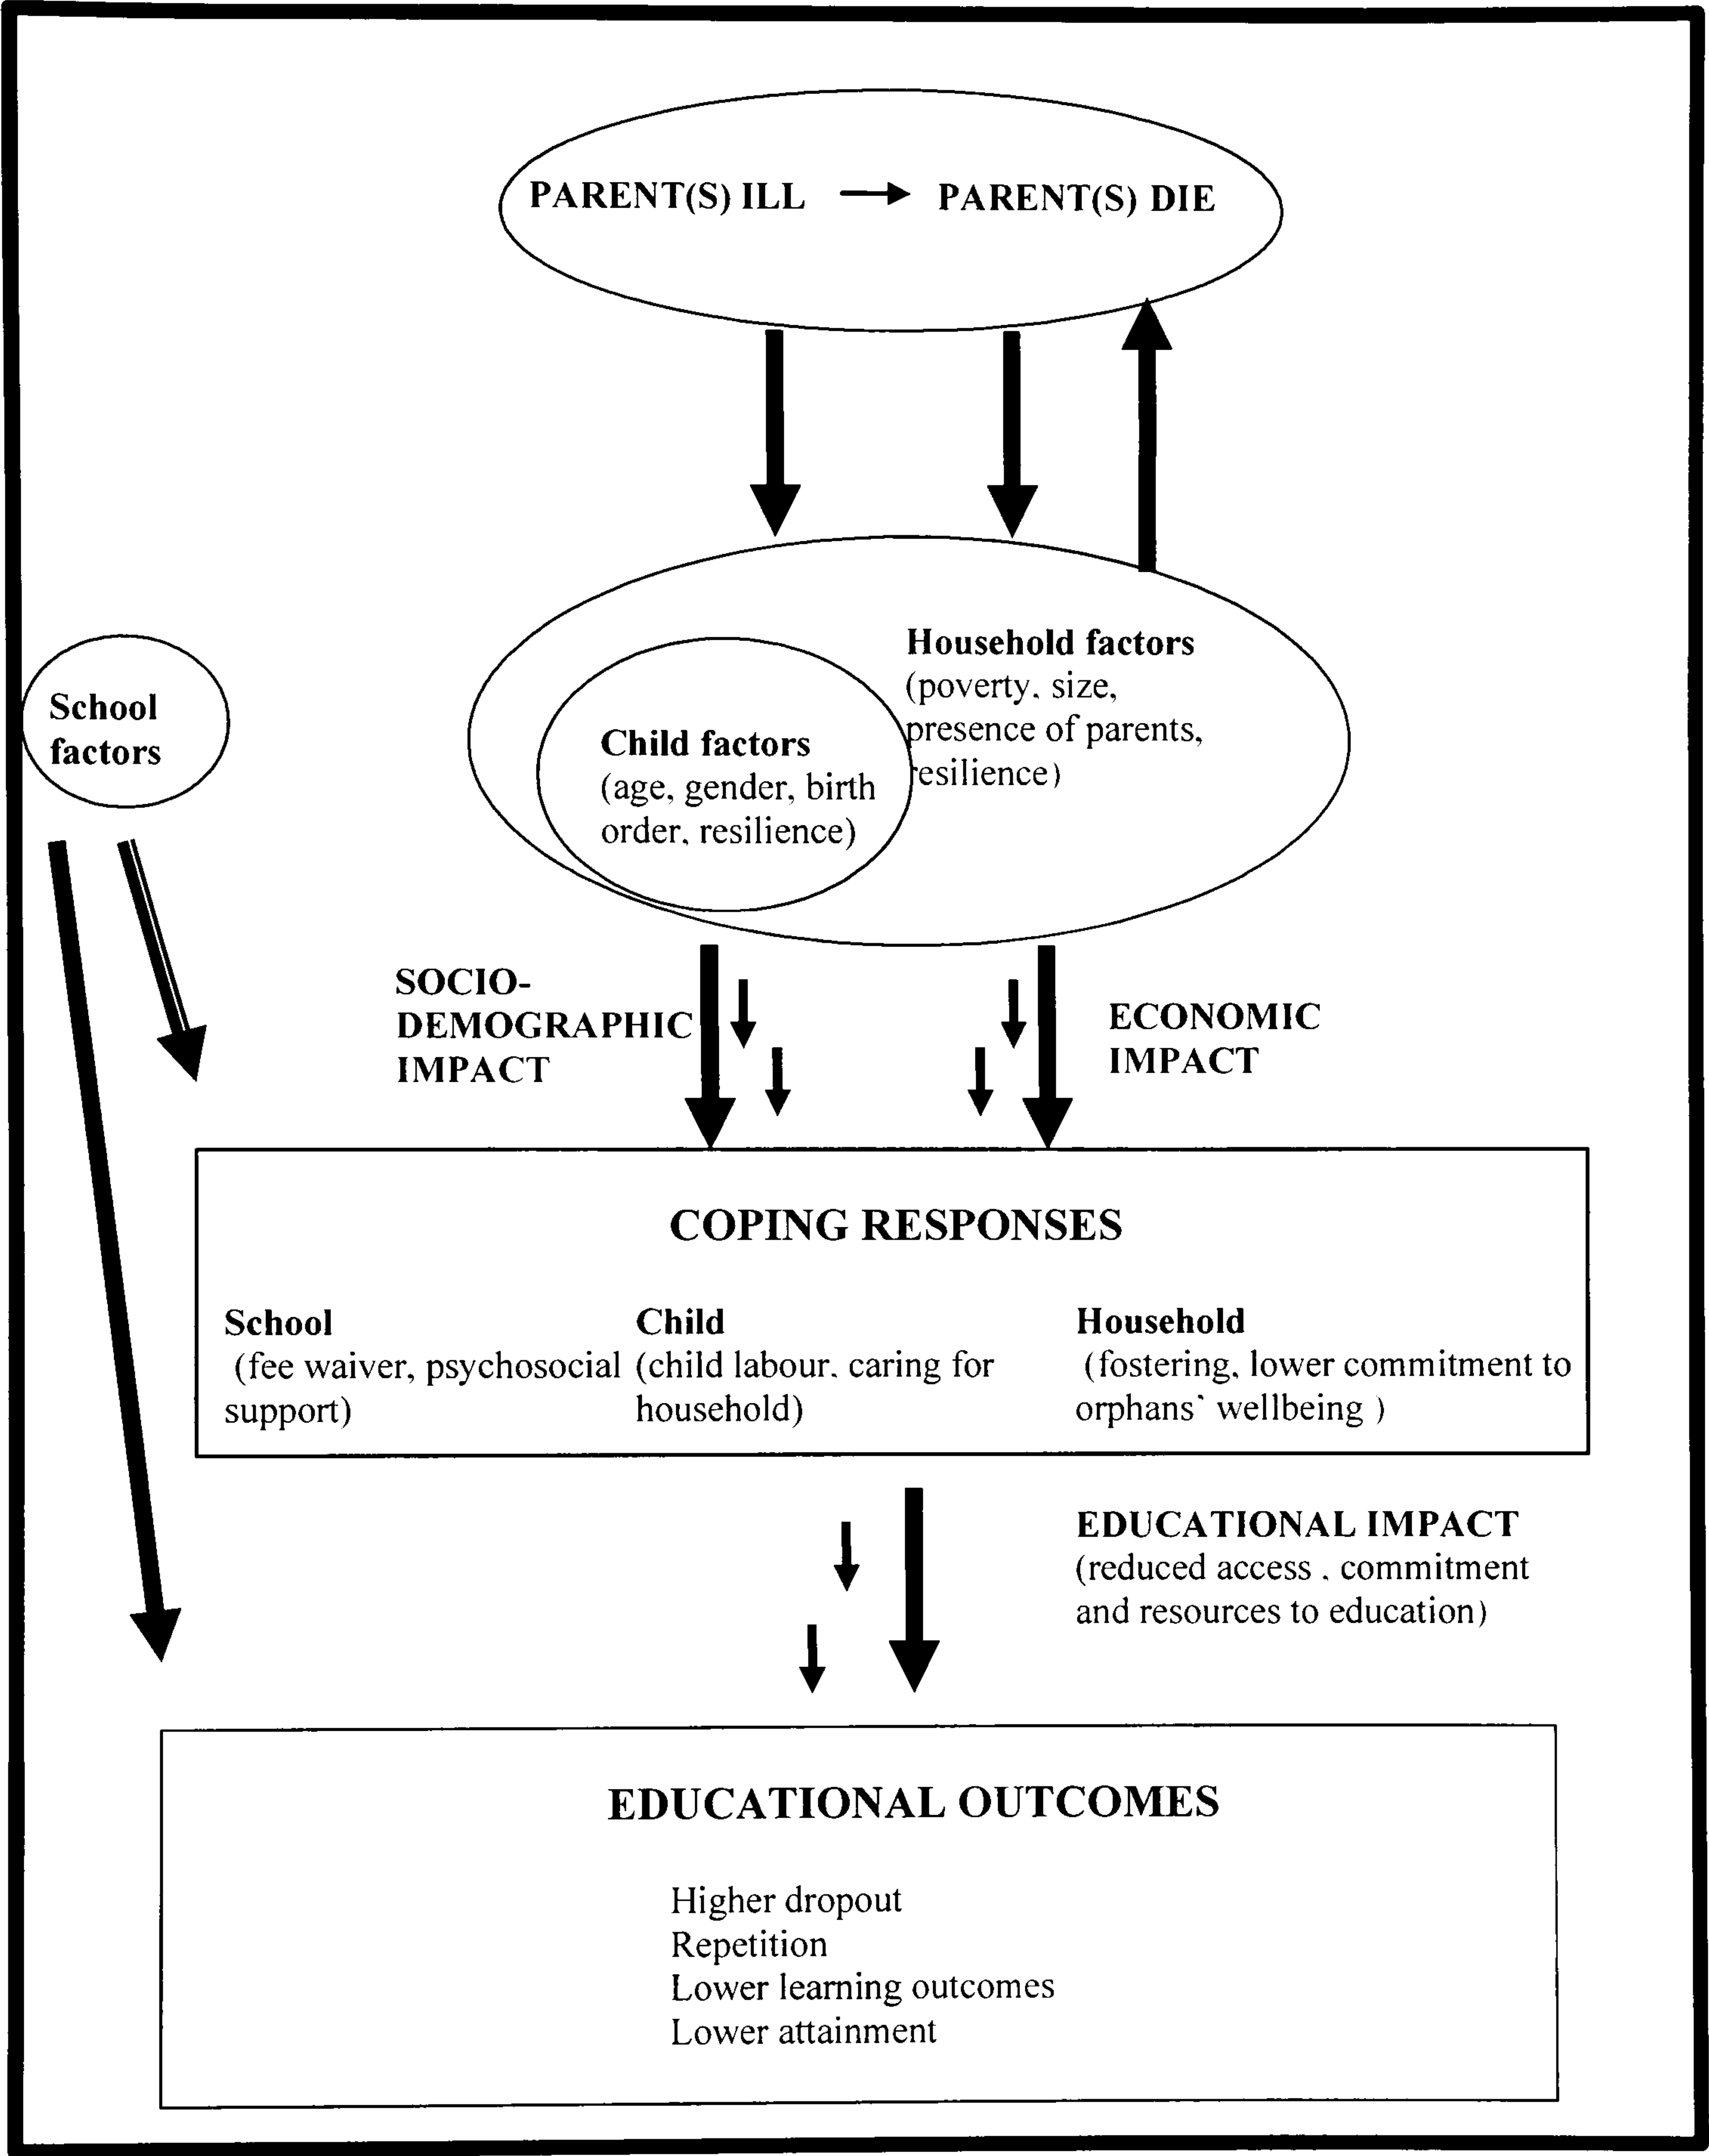 PARENT(S) ILL → PARENT(S) DIE
School
factors
Household factors
(poverty, size,
presence of parents,
resilience)
Child factors
(age, gender, birth
order, resilience)
SOCIO-
DEMOGRAPHIC
IMPACT
ECONOMIC
IMPACT
COPING RESPONSES
School
(fee waiver, psychosocial
support)
Child
(child labour, caring for
household)
Household
(fostering, lower commitment to
orphans' wellbeing )
EDUCATIONAL IMPACT
(reduced access , commitment
and resources to education)
EDUCATIONAL OUTCOMES
Higher dropout
Repetition
Lower learning outcomes
Lower attainment